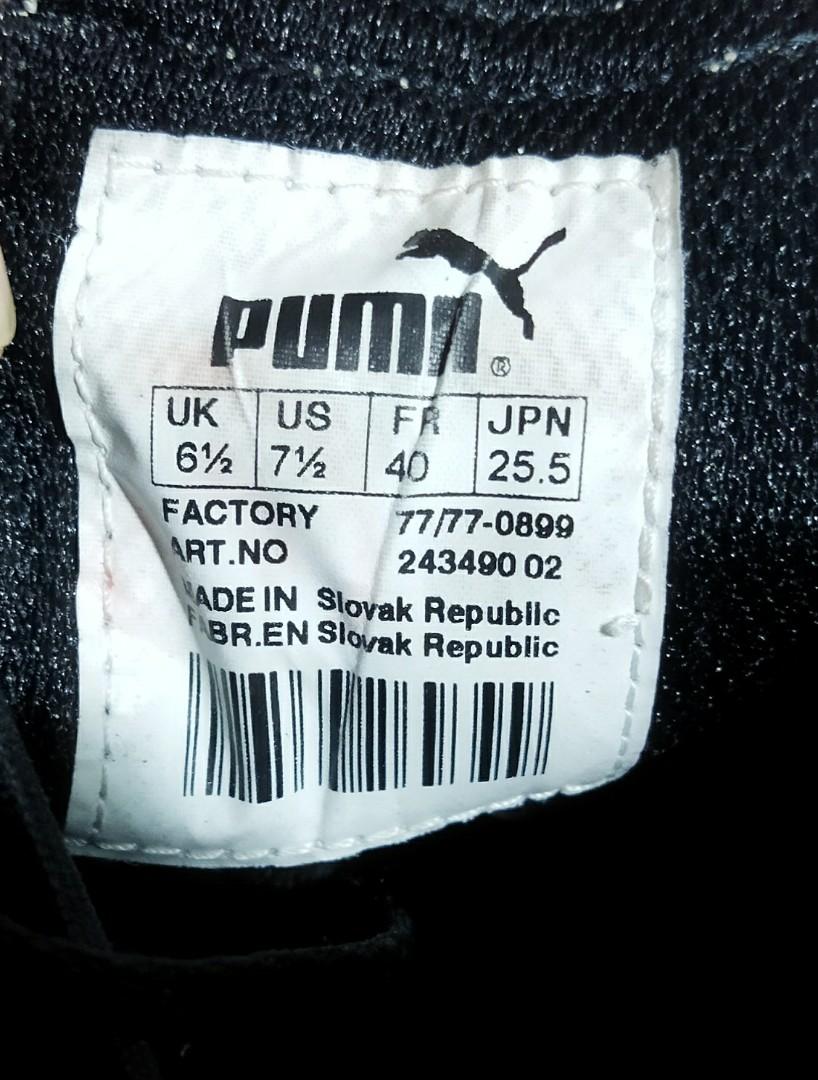 PUMA®
UK US FR JPN
6½ 7½ 40 25.5
FACTORY 77/77-0899
ART.NO 243490 02
MADE IN Slovak Republic
FABR.EN Slovak Republic